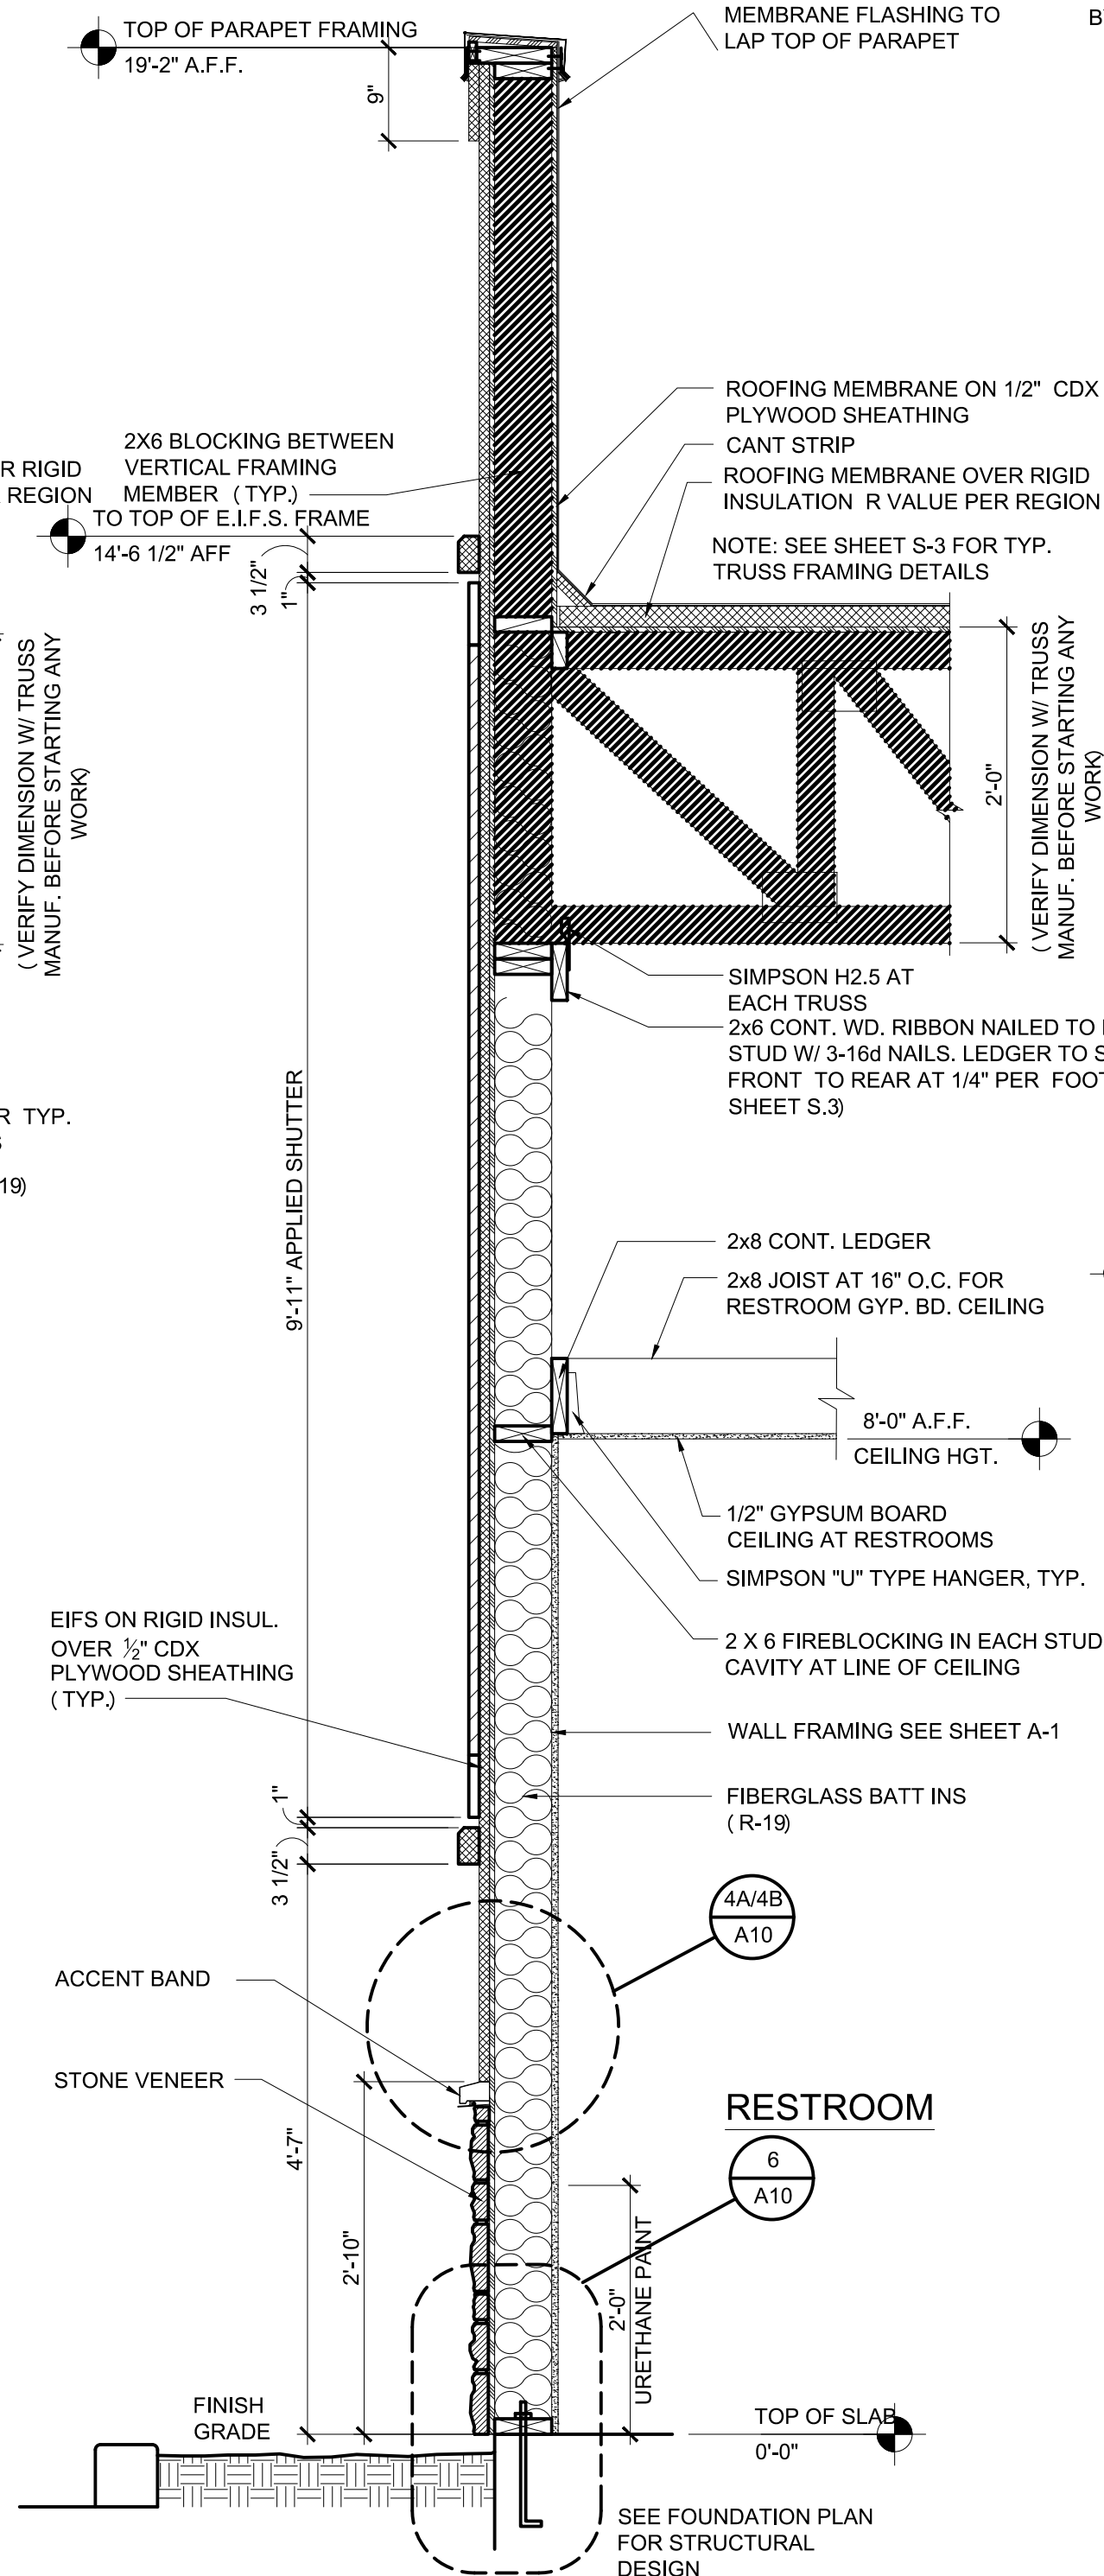 TOP OF PARAPET FRAMING
19'-2" A.F.F.
9"
MEMBRANE FLASHING TO
LAP TOP OF PARAPET
ROOFING MEMBRANE ON 1/2" CDX
PLYWOOD SHEATHING
CANT STRIP
ROOFING MEMBRANE OVER RIGID
INSULATION R VALUE PER REGION
NOTE: SEE SHEET S-3 FOR TYP.
TRUSS FRAMING DETAILS
2X6 BLOCKING BETWEEN
VERTICAL FRAMING
MEMBER (TYP.)
R RIGID
REGION
TO TOP OF E.I.F.S. FRAME
14'-6 1/2" AFF
3 1/2"
1"
(VERIFY DIMENSION W/ TRUSS
MANUF. BEFORE STARTING ANY
WORK)
2'-0"
(VERIFY DIMENSION W/ TRUSS
MANUF. BEFORE STARTING ANY
WORK)
SIMPSON H2.5 AT
EACH TRUSS
2x6 CONT. WD. RIBBON NAILED TO
STUD W/ 3-16d NAILS. LEDGER TO S
FRONT TO REAR AT 1/4" PER FOOT
SHEET S.3)
R TYP.
19)
9'-11" APPLIED SHUTTER
2x8 CONT. LEDGER
2x8 JOIST AT 16" O.C. FOR
RESTROOM GYP. BD. CEILING
8'-0" A.F.F.
CEILING HGT.
1/2" GYPSUM BOARD
CEILING AT RESTROOMS
SIMPSON "U" TYPE HANGER, TYP.
2 X 6 FIREBLOCKING IN EACH STUD
CAVITY AT LINE OF CEILING
EIFS ON RIGID INSUL.
OVER ½" CDX
PLYWOOD SHEATHING
(TYP.)
WALL FRAMING SEE SHEET A-1
FIBERGLASS BATT INS
(R-19)
1"
3 1/2"
4A/4B
A10
ACCENT BAND
STONE VENEER
RESTROOM
6
A10
4'-7"
2'-10"
2'-0"
URETHANE PAINT
FINISH
GRADE
TOP OF SLAB
0'-0"
SEE FOUNDATION PLAN
FOR STRUCTURAL
DESIGN